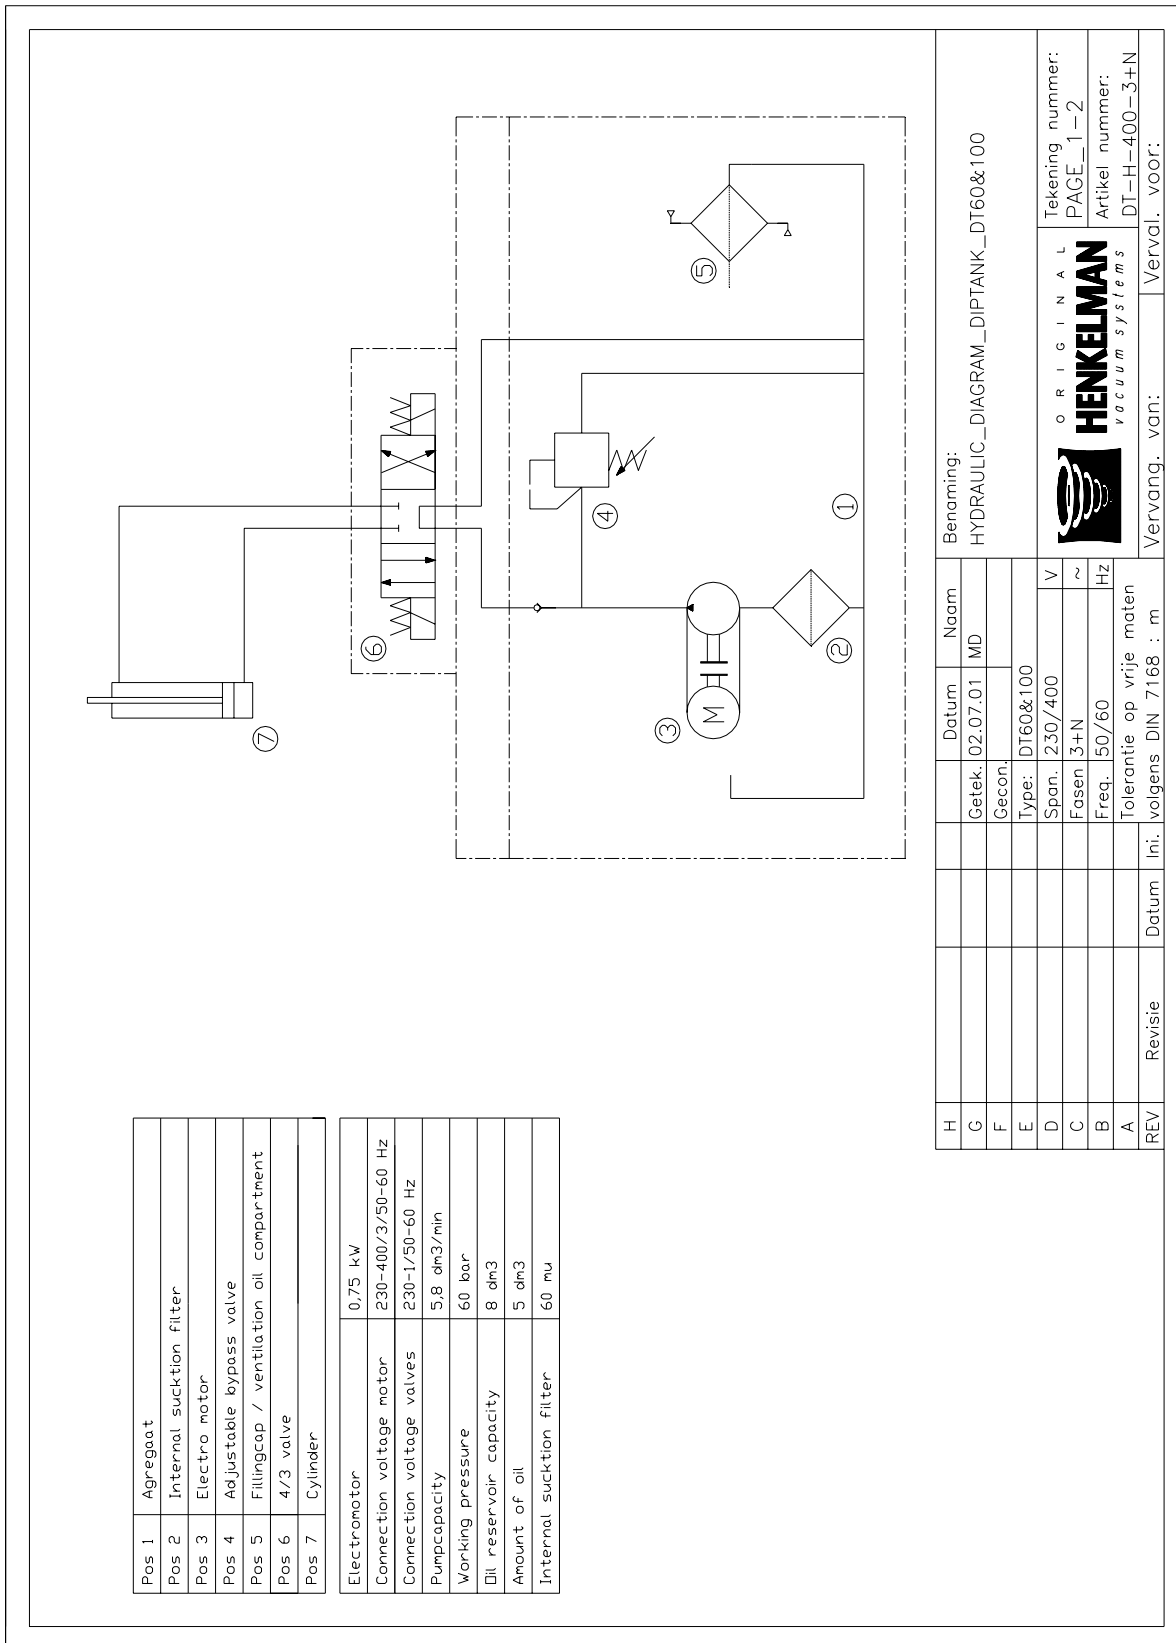 Pos 1 Agregaat
Pos 2 Internal sucktion filter
Pos 3 Electro motor
Pos 4 Adjustable bypass valve
Pos 5 Fillingcap / ventilation oil compartment
Pos 6 4/3 valve
Pos 7 Cylinder
Electromotor 0,75 kW
Connection voltage motor 230-400/3/50-60 Hz
Connection voltage valves 230-1/50-60 Hz
Pumpcapacity 5,8 dm3/min
Working pressure 60 bar
Oil reservoir capacity 8 dm3
Amount of oil 5 dm3
Internal sucktion filter 60 mu
7
6
5
4
3
M
2
1
H Datum Naam
G Getek. 02.07.01 MD
F Gecon.
E Type: DT60&100
D Span. 230/400 V
C Fasen 3+N ~
B Freq. 50/60 Hz
A Tolerantie op vrije maten
REV Revisie Datum Ini. volgens DIN 7168 : m
Benaming:
HYDRAULIC_DIAGRAM_DIPTANK_DT60&100
ORIGINAL
HENKELMAN
vacuum systems
Tekening nummer:
PAGE_1-2
Artikel nummer:
DT-H-400-3+N
Vervang. van: Verval. voor: